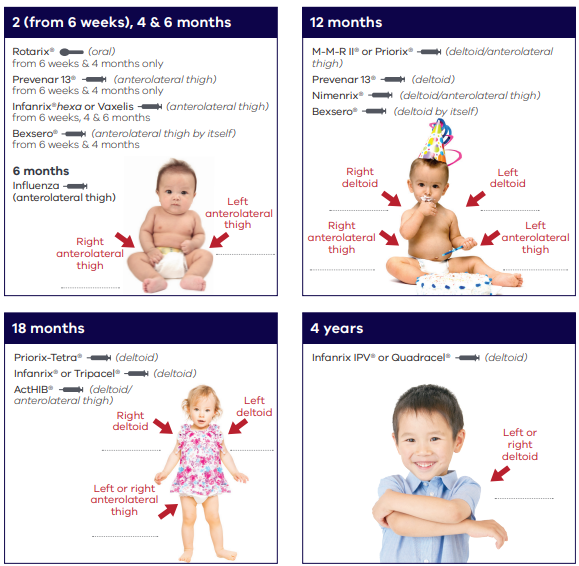 2 (from 6 weeks), 4 & 6 months
Rotarix® (oral)
from 6 weeks & 4 months only
Prevenar 13® (anterolateral thigh)
from 6 weeks & 4 months only
Infanrix®hexa or Vaxelis (anterolateral thigh)
from 6 weeks, 4 & 6 months
Bexsero® (anterolateral thigh by itself)
from 6 weeks & 4 months
6 months
Influenza
(anterolateral thigh)
Left
anterolateral
thigh
Right
anterolateral
thigh
12 months
M-M-R II® or Priorix® (deltoid/anterolateral
thigh)
Prevenar 13® (deltoid)
Nimenrix® (deltoid/anterolateral thigh)
Bexsero® (deltoid by itself)
Right
deltoid
Left
deltoid
Right
anterolateral
thigh
Left
anterolateral
thigh
18 months
Priorix-Tetra® (deltoid)
Infanrix® or Tripacel® (deltoid)
ActHIB® (deltoid/
anterolateral thigh)
Right
deltoid
Left
deltoid
Left or right
anterolateral
thigh
4 years
Infanrix IPV® or Quadracel® (deltoid)
Left or
right
deltoid